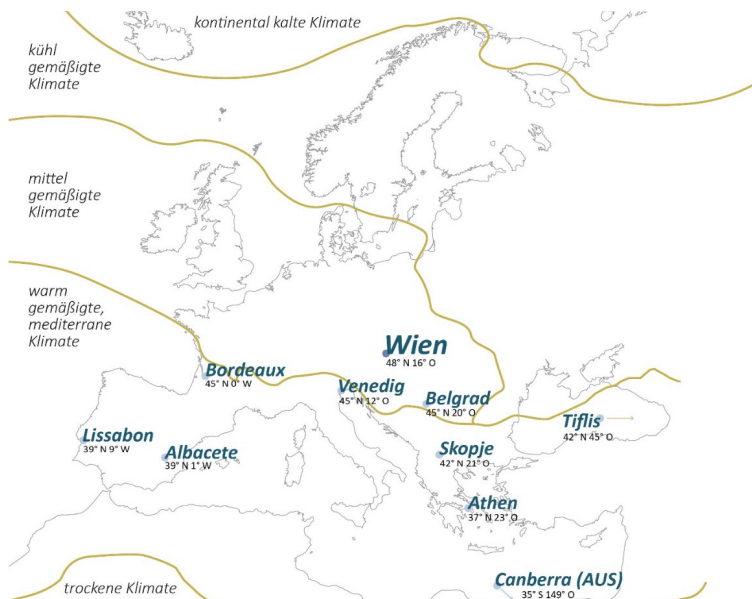 kontinental kalte Klimate
kühl
gemäßigte
Klimate
mittel
gemäßigte
Klimate
warm
gemäßigte,
mediterrane
Klimate
Wien
48° N 16° O
Bordeaux
45° N 0° W
Venedig
45° N 12° O
Belgrad
45° N 20° O
Tiflis
42° N 45° O
Lissabon
39° N 9° W
Albacete
39° N 1° W
Skopje
42° N 21° O
Athen
37° N 23° O
Canberra (AUS)
35° S 149° O
trockene Klimate